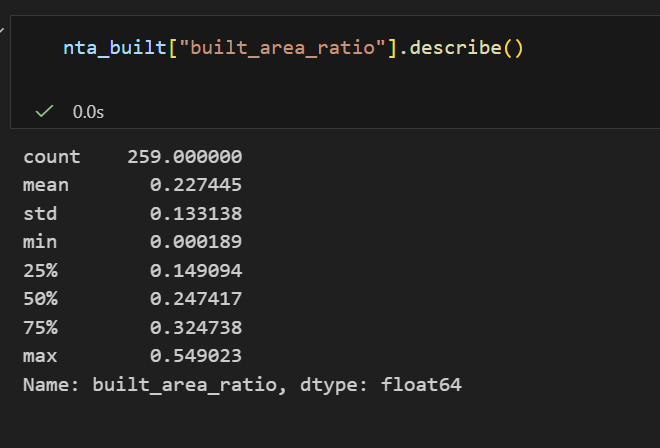 nta_built["built_area_ratio"].describe()
0.0s
count    259.000000
mean       0.227445
std        0.133138
min        0.000189
25%        0.149094
50%        0.247417
75%        0.324738
max        0.549023
Name: built_area_ratio, dtype: float64